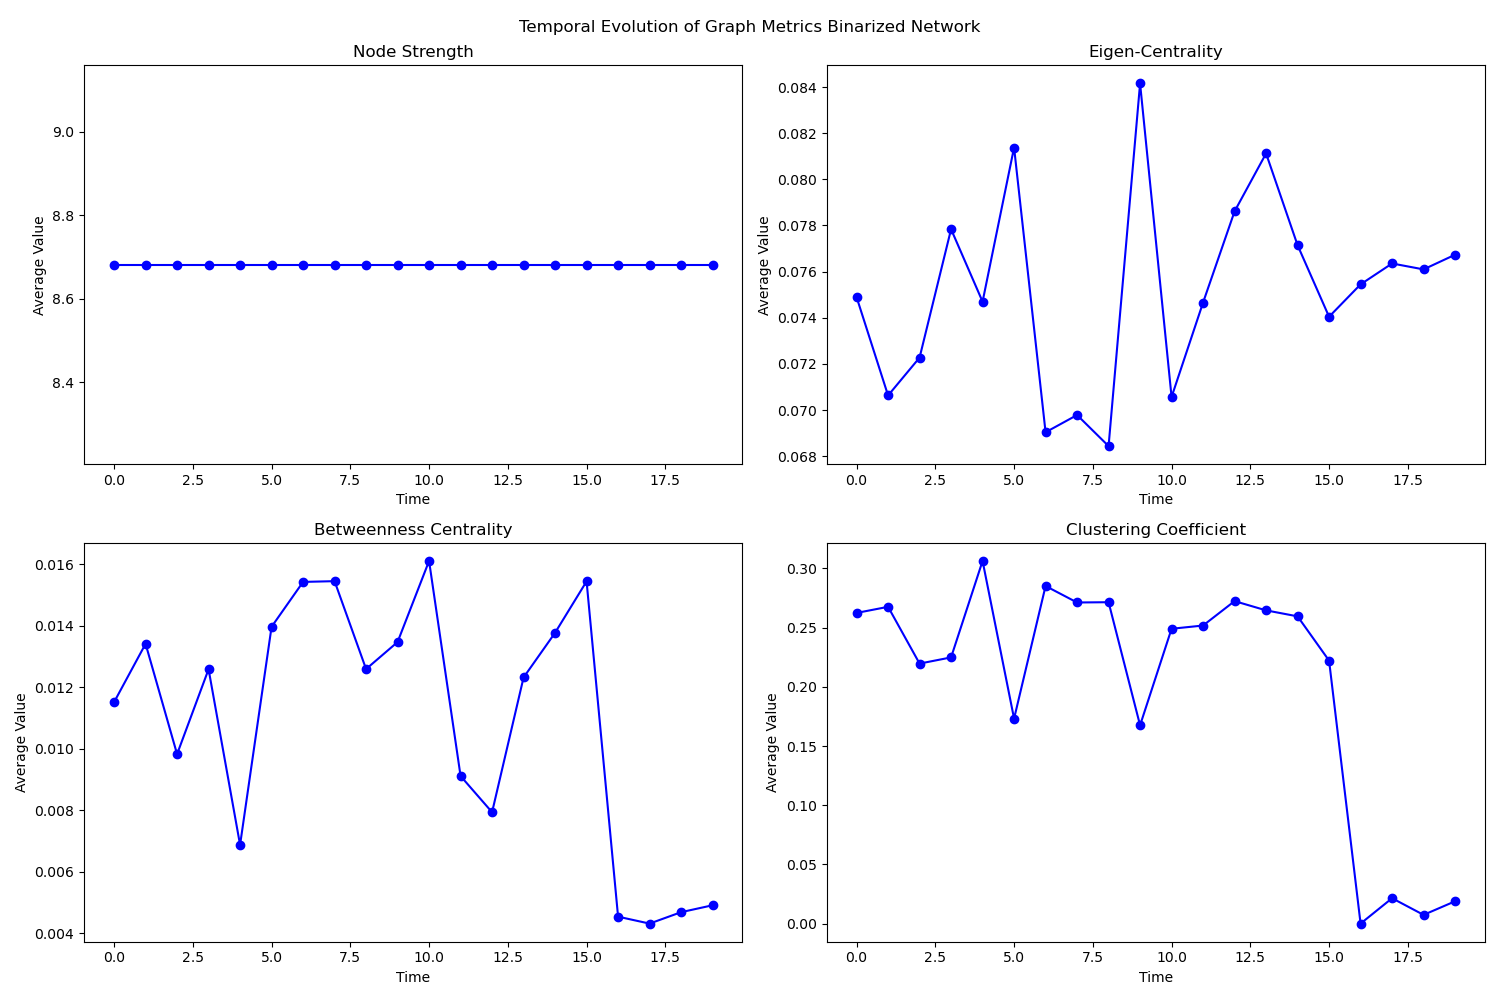 Temporal Evolution of Graph Metrics Binarized Network
Node Strength
Average Value
9.0
8.8
8.6
8.4
0.0 2.5 5.0 7.5 10.0 12.5 15.0 17.5
Time
Eigen-Centrality
Average Value
0.084
0.082
0.080
0.078
0.076
0.074
0.072
0.070
0.068
0.0 2.5 5.0 7.5 10.0 12.5 15.0 17.5
Time
Betweenness Centrality
Average Value
0.016
0.014
0.012
0.010
0.008
0.006
0.004
0.0 2.5 5.0 7.5 10.0 12.5 15.0 17.5
Time
Clustering Coefficient
Average Value
0.30
0.25
0.20
0.15
0.10
0.05
0.00
0.0 2.5 5.0 7.5 10.0 12.5 15.0 17.5
Time